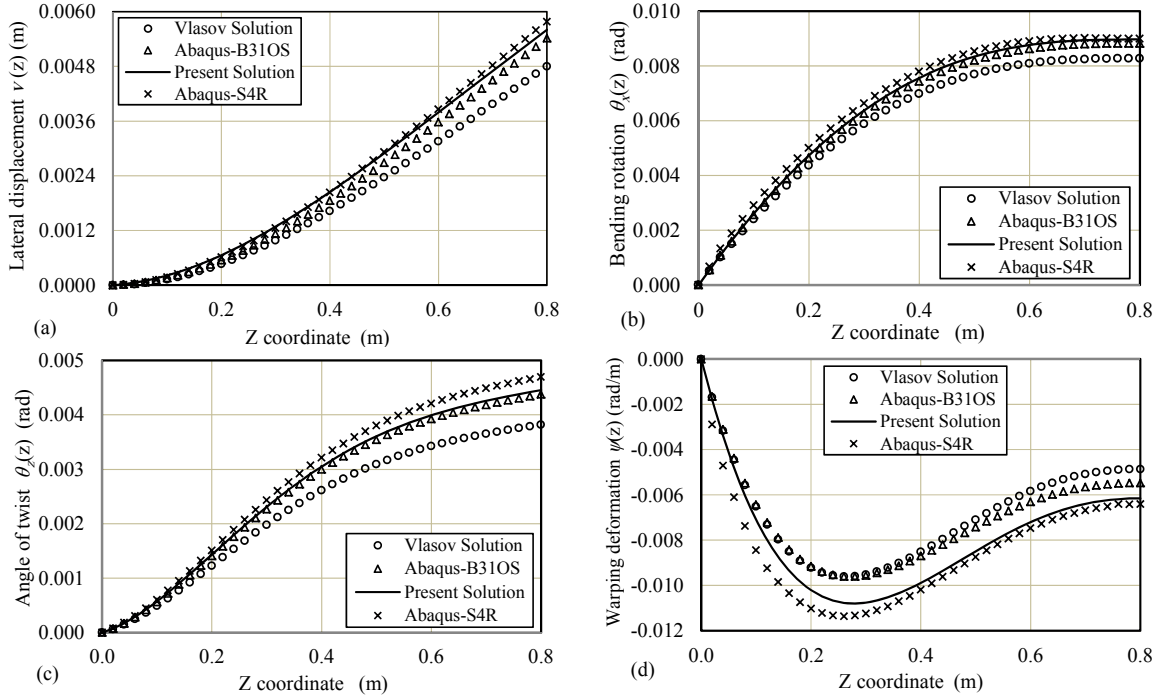 0.0060
0.0048
0.0036
0.0024
0.0012
0.0000
Lateral displacement v (z) (m)
Vlasov Solution
Abaqus-B31OS
Present Solution
Abaqus-S4R
0.0 0.2 0.4 0.6 0.8
Z coordinate (m)
(a)
0.010
0.008
0.006
0.004
0.002
0.000
Bending rotation θx(z) (rad)
Vlasov Solution
Abaqus-B31OS
Present Solution
Abaqus-S4R
0 0.2 0.4 0.6 0.8
Z coordinate (m)
(b)
0.005
0.004
0.003
0.002
0.001
0.000
Angle of twist θz(z) (rad)
Vlasov Solution
Abaqus-B31OS
Present Solution
Abaqus-S4R
0.0 0.2 0.4 0.6 0.8
Z coordinate (m)
(c)
0.000
-0.002
-0.004
-0.006
-0.008
-0.010
-0.012
Warping deformation ψ(z) (rad/m)
Vlasov Solution
Abaqus-B31OS
Present Solution
Abaqus-S4R
0.0 0.2 0.4 0.6 0.8
Z coordinate (m)
(d)